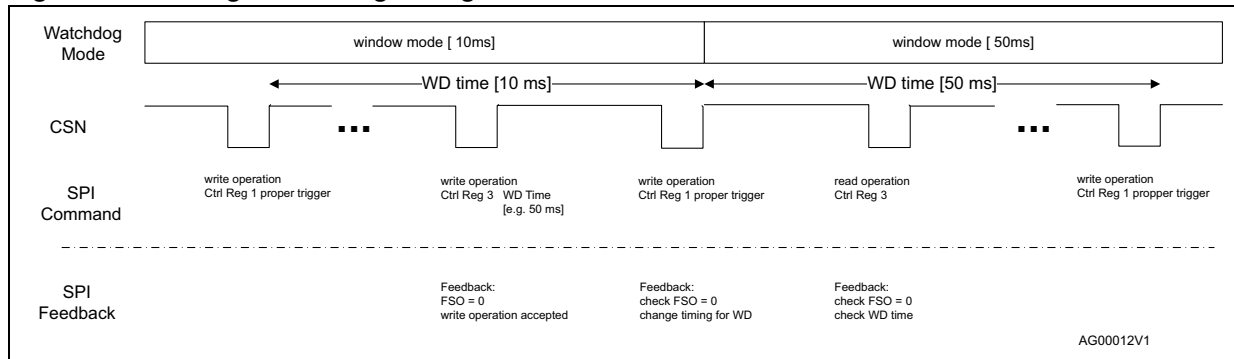 Watchdog
Mode
window mode [ 10ms]
window mode [ 50ms]
WD time [10 ms]
WD time [50 ms]
CSN
...
...
SPI
Command
write operation
Ctrl Reg 1 proper trigger
write operation
Ctrl Reg 3 WD Time
[e.g. 50 ms]
write operation
Ctrl Reg 1 proper trigger
read operation
Ctrl Reg 3
write operation
Ctrl Reg 1 propper trigger
SPI
Feedback
Feedback:
FSO = 0
write operation accepted
Feedback:
check FSO = 0
change timing for WD
Feedback:
check FSO = 0
check WD time
AG00012V1